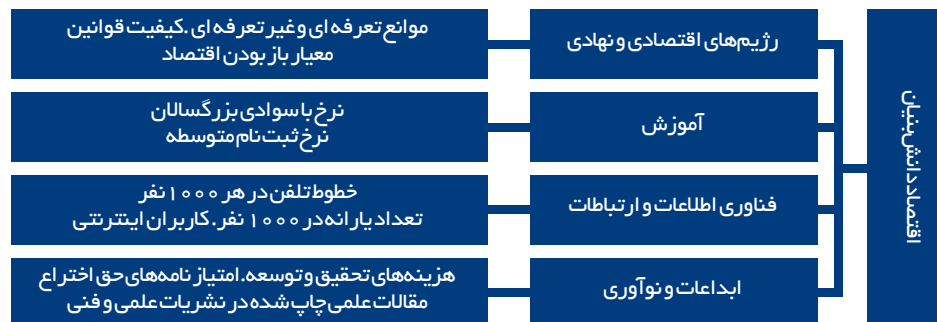 اقتصاد دانش‌بنیان
رژیم‌های اقتصادی و نهادی
موانع تعرفه ای و غیر تعرفه ای .کیفیت قوانین
معیار باز بودن اقتصاد
آموزش
نرخ باسوادی بزرگسالان
نرخ ثبت نام متوسطه
فناوری اطلاعات و ارتباطات
خطوط تلفن در هر ۱۰۰۰ نفر
تعداد یارانه در ۱۰۰۰ نفر. کاربران اینترنتی
ابداعات و نوآوری
هزینه‌های تحقیق و توسعه. امتیاز نامه‌های حق اختراع
مقالات علمی چاپ شده در نشریات علمی و فنی